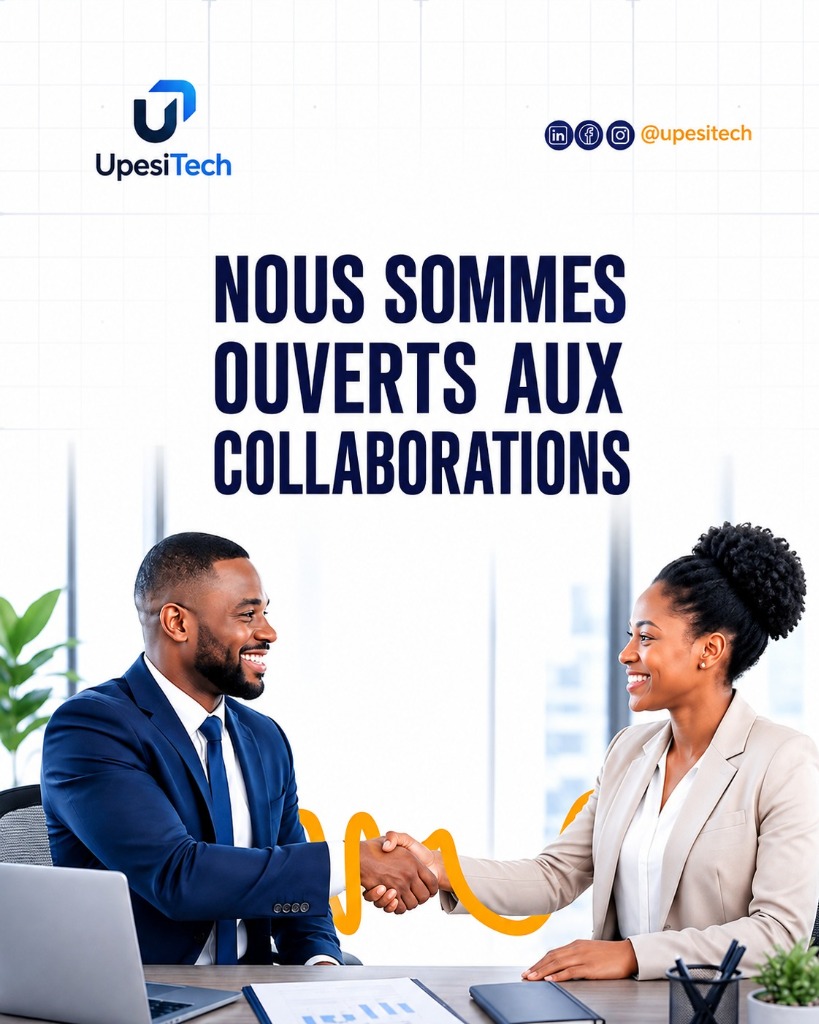 UpesiTech
@upesitech
NOUS SOMMES
OUVERTS AUX
COLLABORATIONS